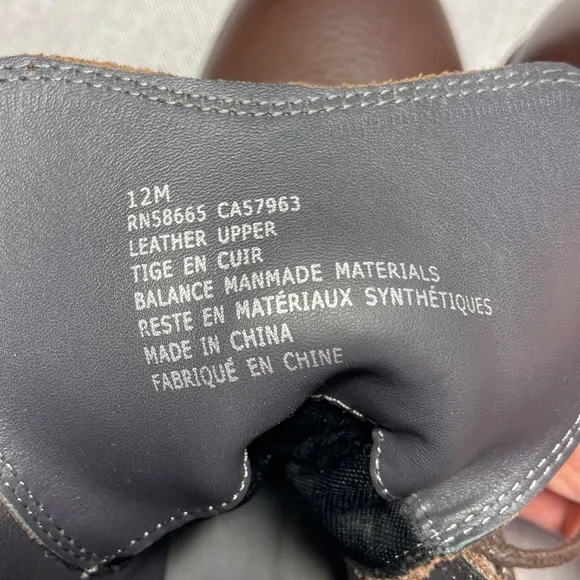 12M
RN58665 CA57963
LEATHER UPPER
TIGE EN CUIR
BALANCE MANMADE MATERIALS
RESTE EN MATÉRIAUX SYNTHÉTIQUES
MADE IN CHINA
FABRIQUÉ EN CHINE